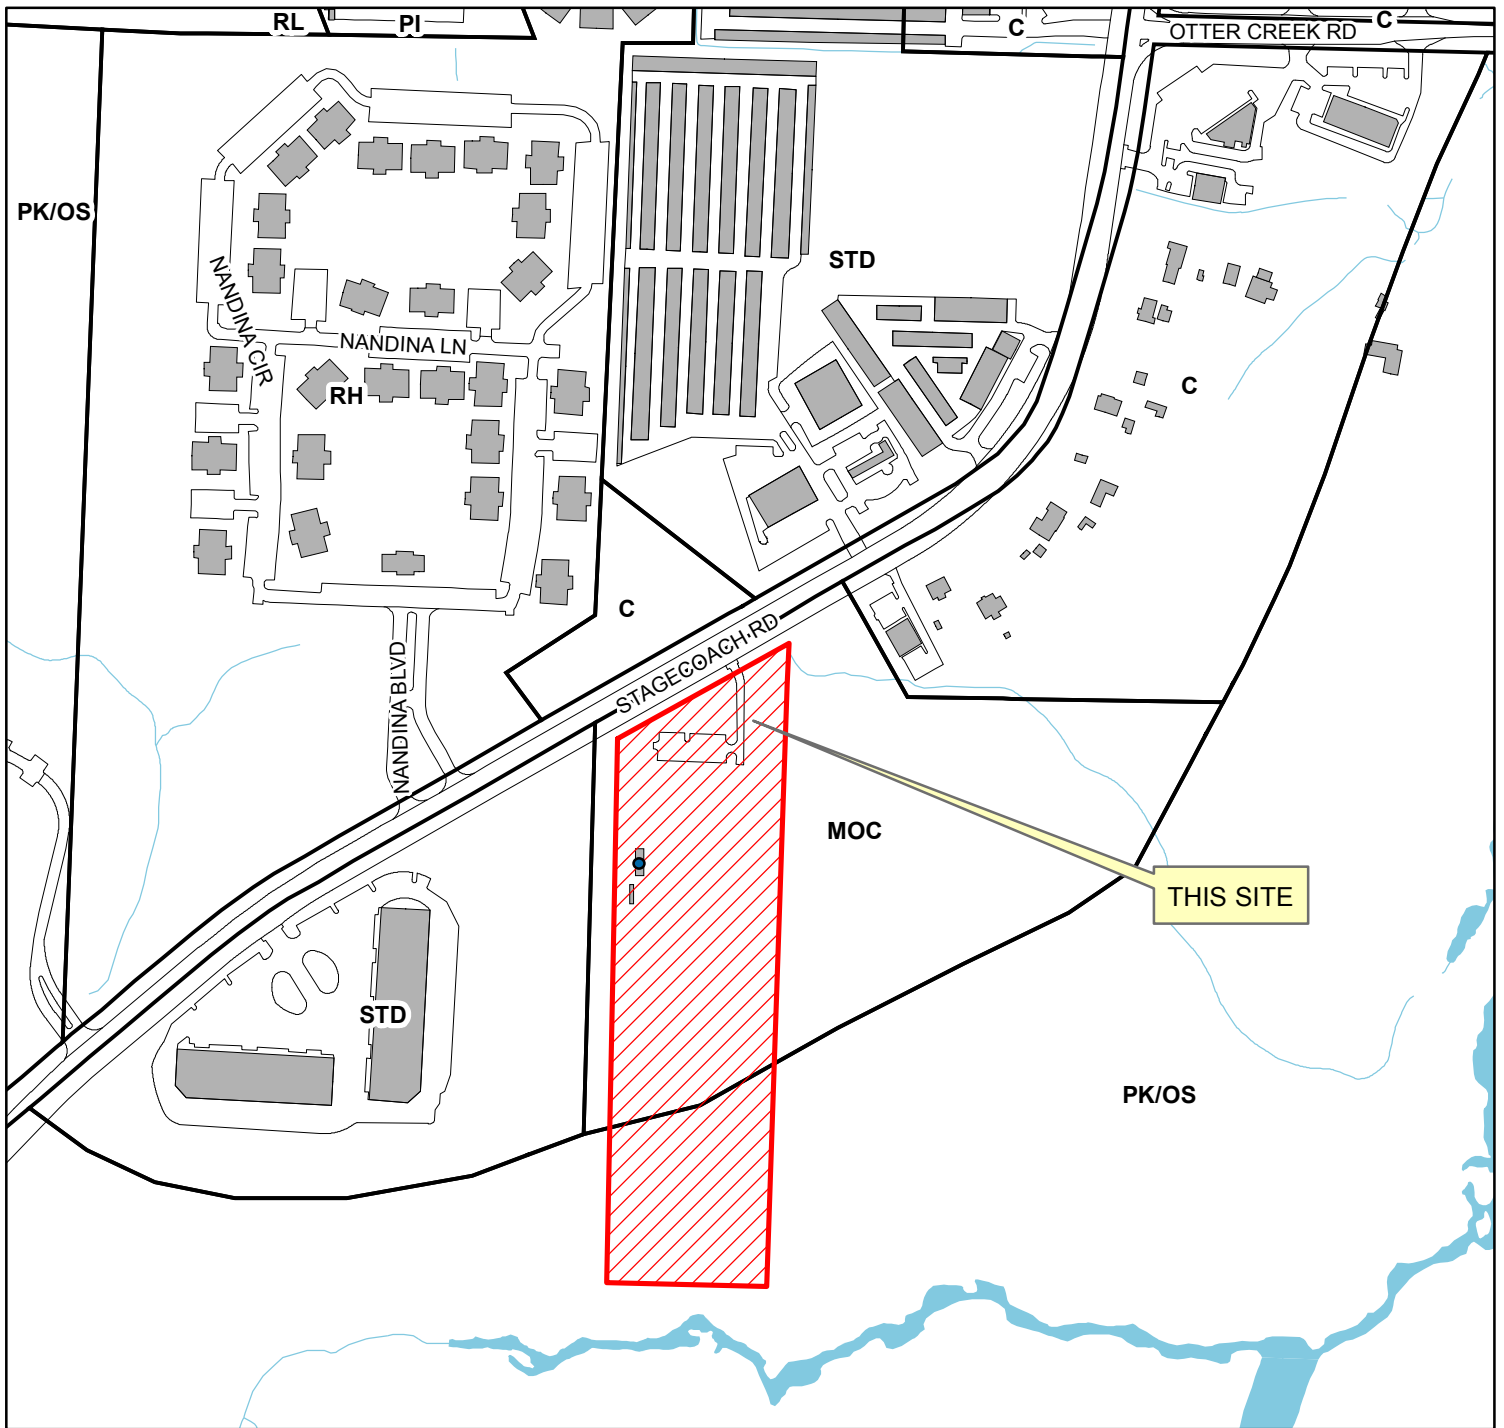 RL
PI
C
C
OTTER CREEK RD
PK/OS
STD
NANDINA CIR
NANDINA LN
RH
C
C
STAGECOACH RD
NANDINA BLVD
MOC
THIS SITE
STD
PK/OS